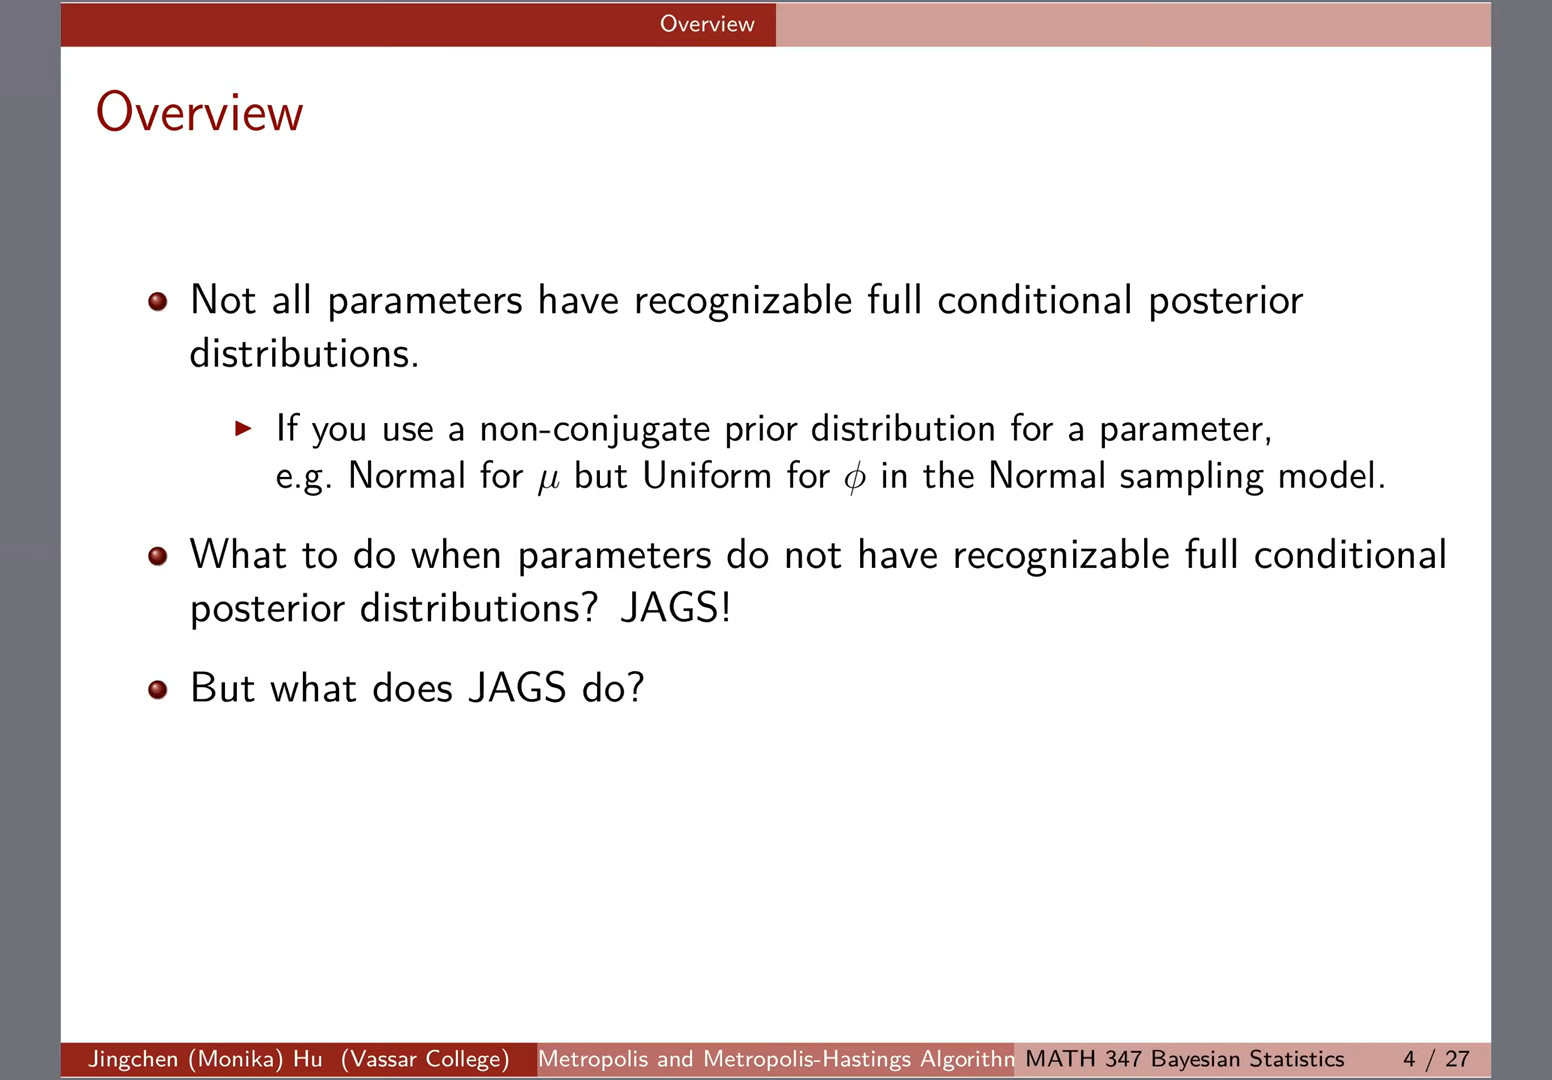 Overview
Overview
Not all parameters have recognizable full conditional posterior
distributions.
If you use a non-conjugate prior distribution for a parameter,
e.g. Normal for μ but Uniform for ϕ in the Normal sampling model.
What to do when parameters do not have recognizable full conditional
posterior distributions? JAGS!
But what does JAGS do?
Jingchen (Monika) Hu (Vassar College) Metropolis and Metropolis-Hastings Algorithm MATH 347 Bayesian Statistics 4 / 27